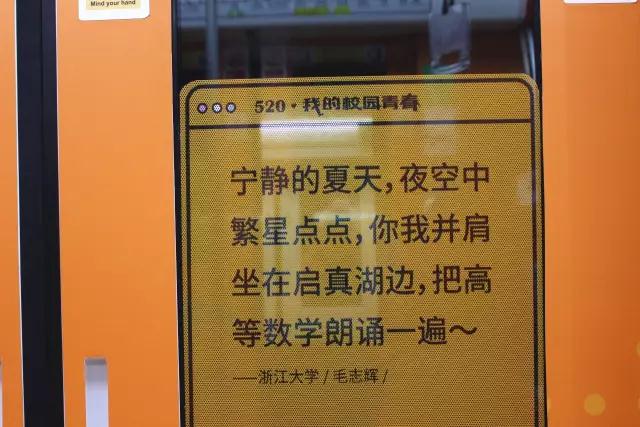 Mind your hand
520·我的校园青春
宁静的夏天，夜空中
繁星点点，你我并肩
坐在启真湖边，把高
等数学朗诵一遍～
——浙江大学 / 毛志辉 /